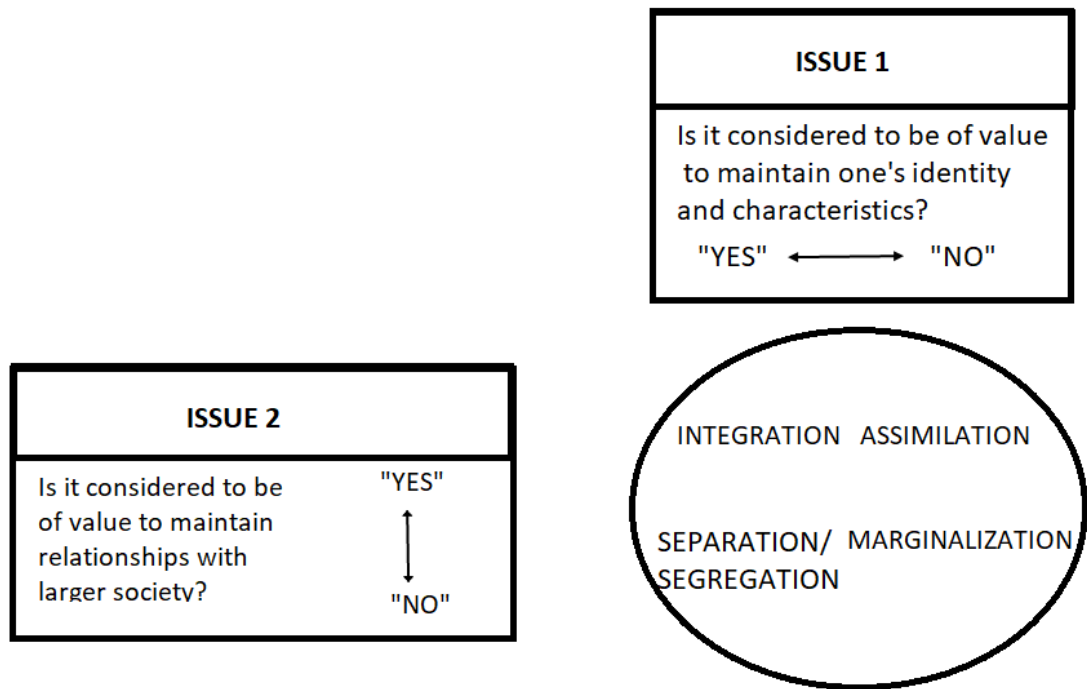 ISSUE 1
Is it considered to be of value
to maintain one's identity
and characteristics?
"YES" "NO"
ISSUE 2
Is it considered to be
of value to maintain
relationships with
larger society?
"YES"
"NO"
INTEGRATION ASSIMILATION
SEPARATION/ MARGINALIZATION
SEGREGATION